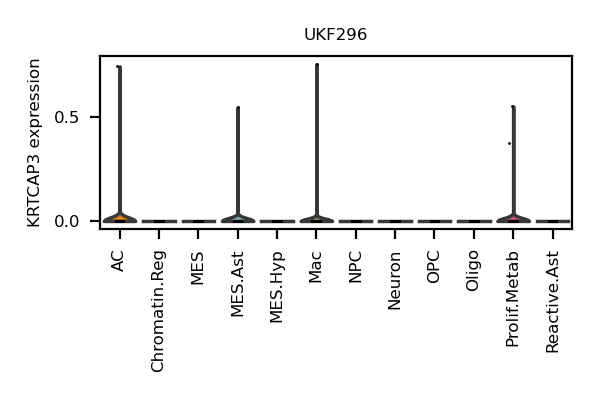 UKF296
KRTCAP3 expression
0.5
0.0
AC
Chromatin.Reg
MES
MES.Ast
MES.Hyp
Mac
NPC
Neuron
OPC
Oligo
Prolif.Metab
Reactive.Ast